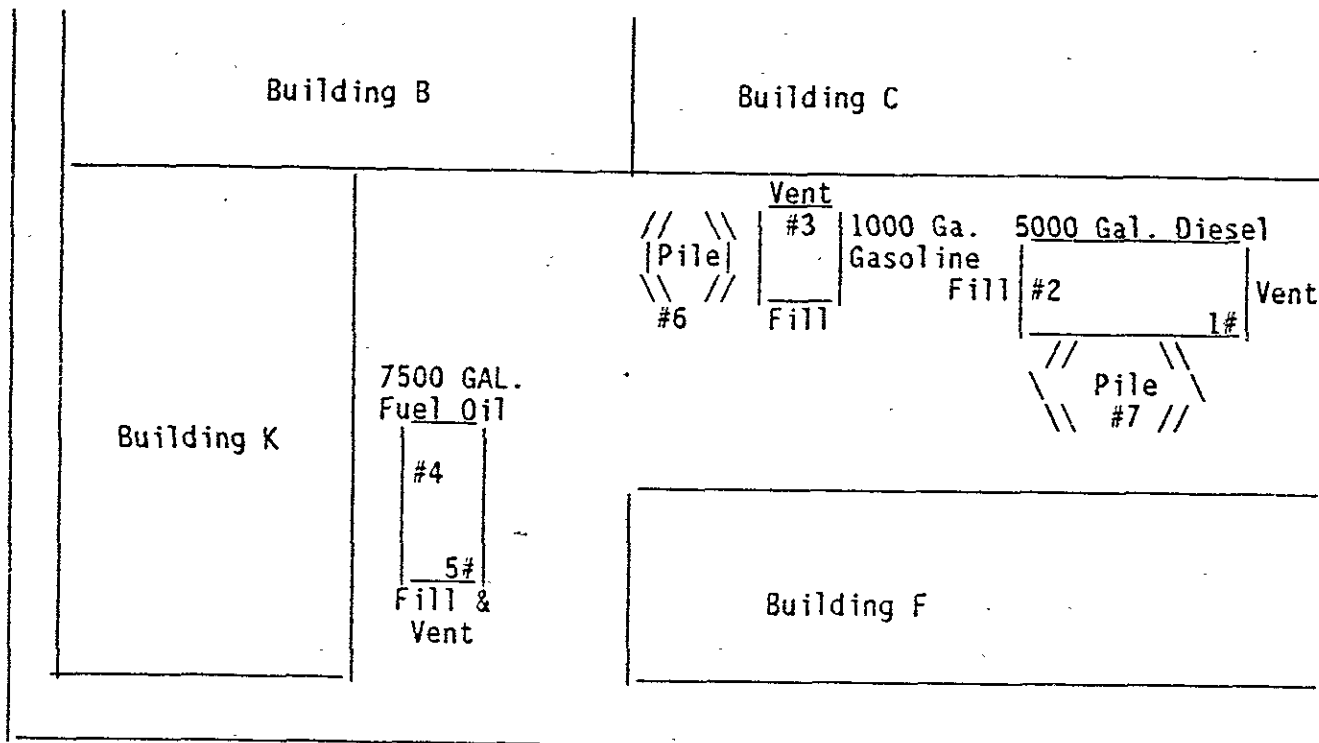 Building B
Building C
Vent
#3
1000 Ga.
Gasoline
Fill
Pile
#6
5000 Gal. Diesel
Fill
#2
1#
Vent
Pile
#7
7500 GAL.
Fuel Oil
#4
5#
Fill &
Vent
Building K
Building F